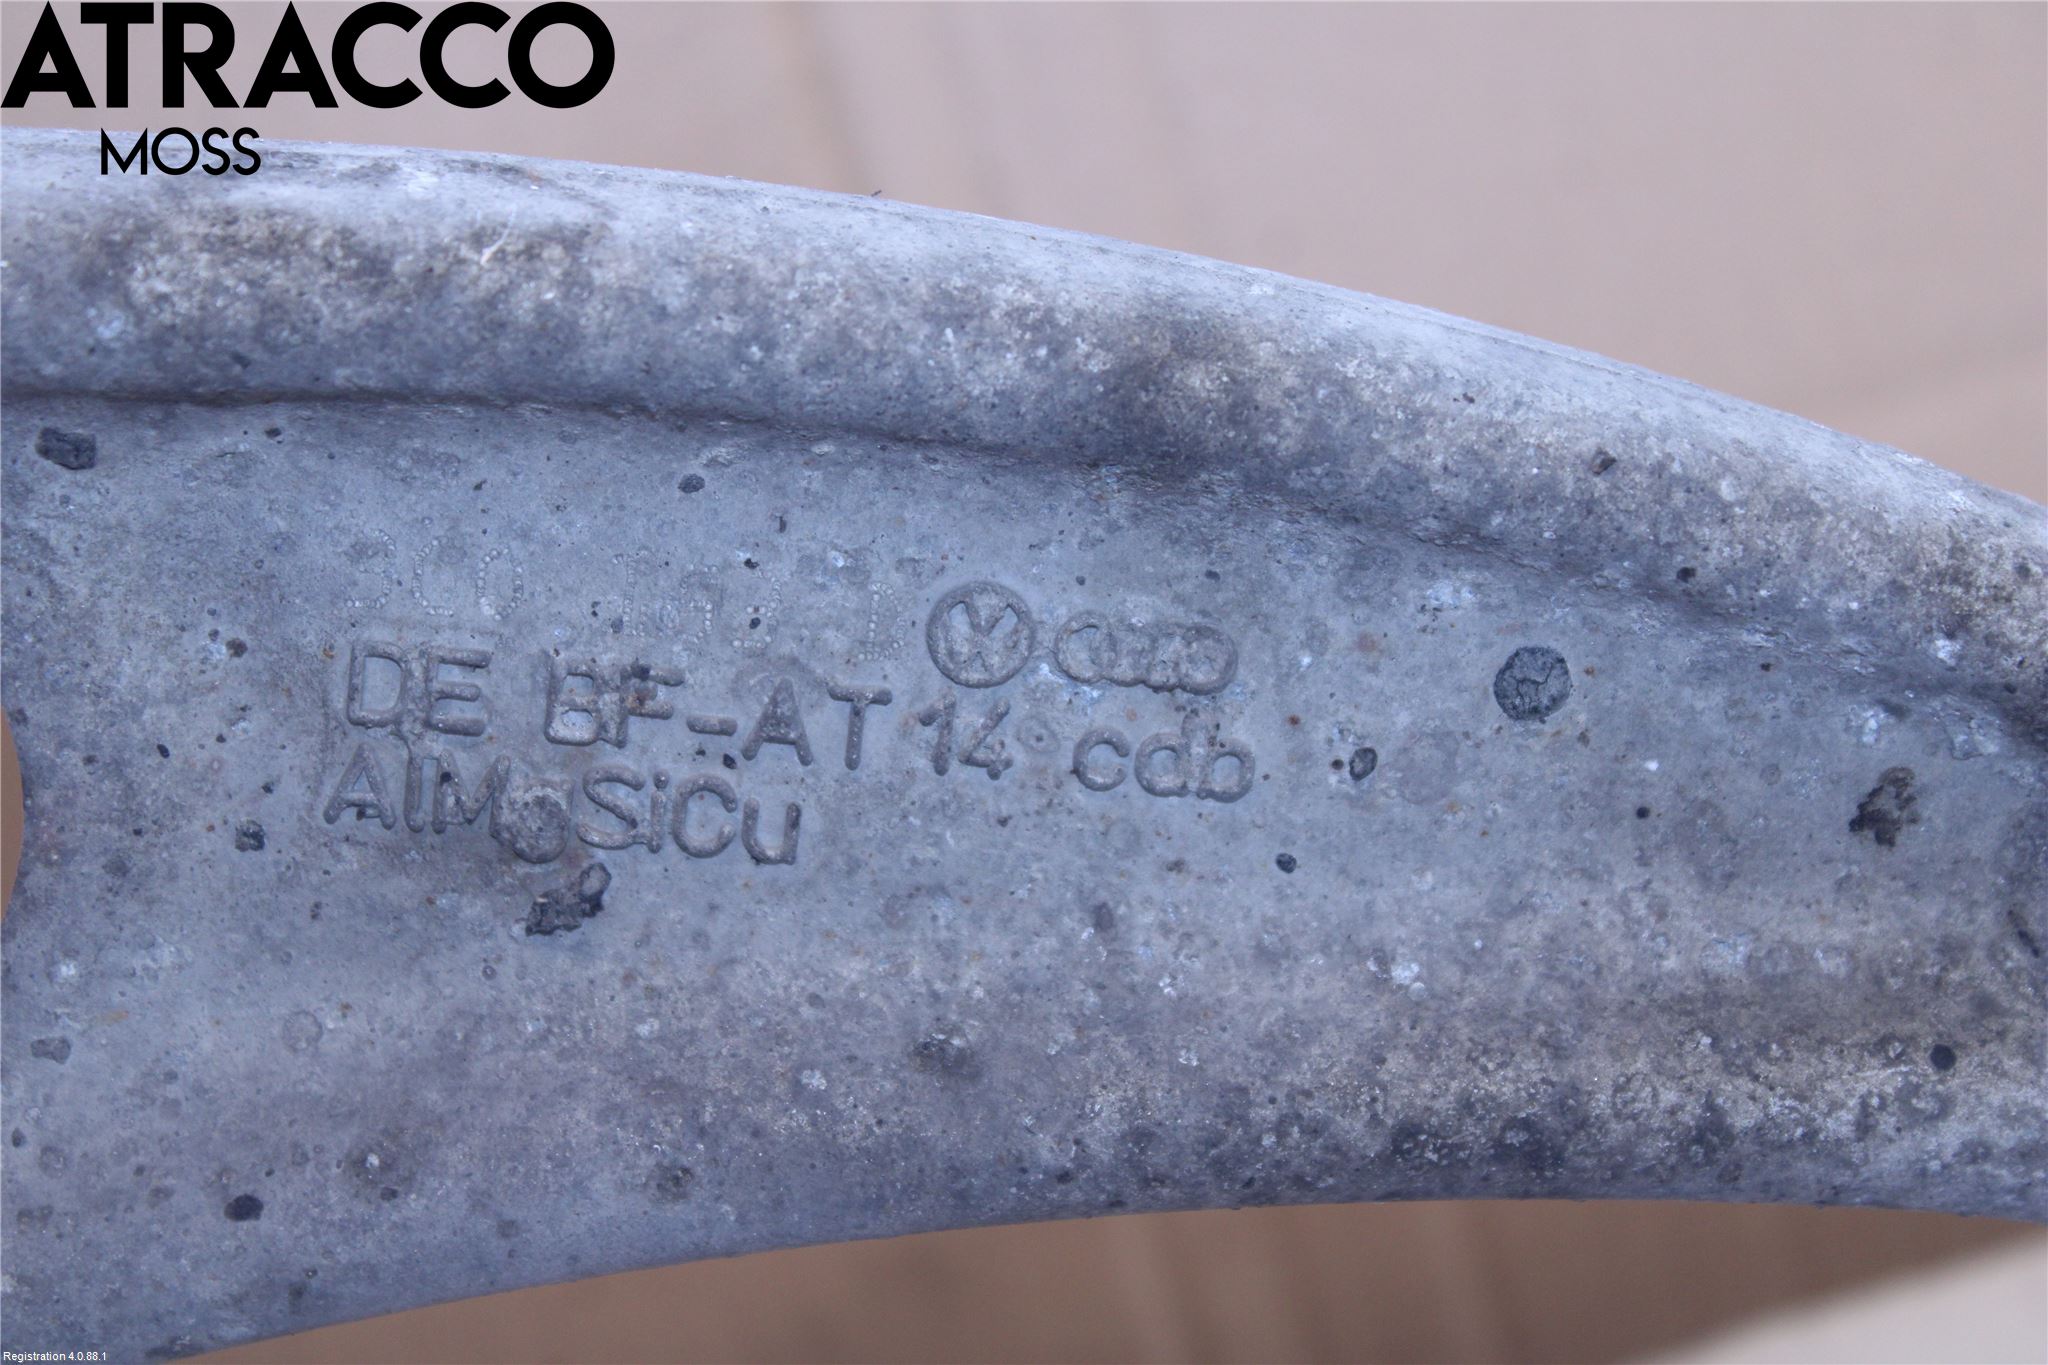 ATRACCO
MOSS
DE BF-AT 14 cdb
AlMgSiCu
Registration 4.0.88.1